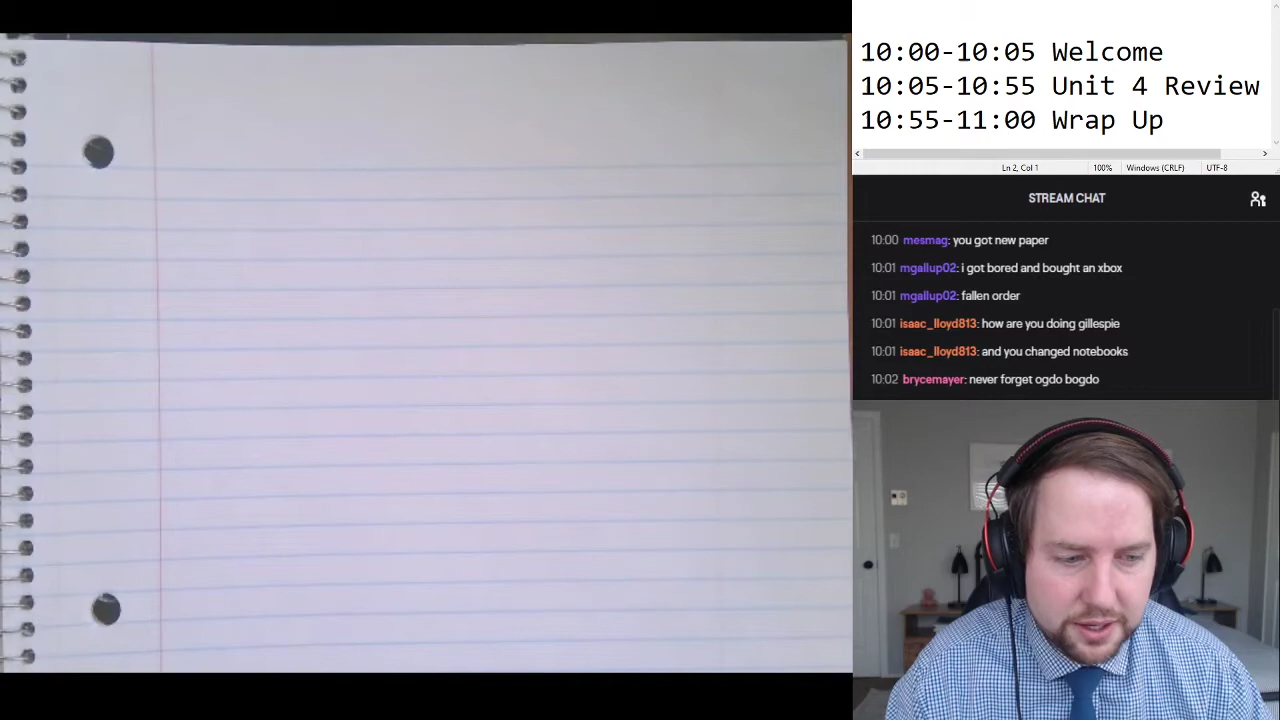 10:00-10:05 Welcome
10:05-10:55 Unit 4 Review
10:55-11:00 Wrap Up
Ln 2, Col 1 100% Windows (CRLF) UTF-8
STREAM CHAT
10:00 mesmag: you got new paper
10:01 mgallup02: i got bored and bought an xbox
10:01 mgallup02: fallen order
10:01 isaac_lloyd813: how are you doing gillespie
10:01 isaac_lloyd813: and you changed notebooks
10:02 brycemayer: never forget ogdo bogdo